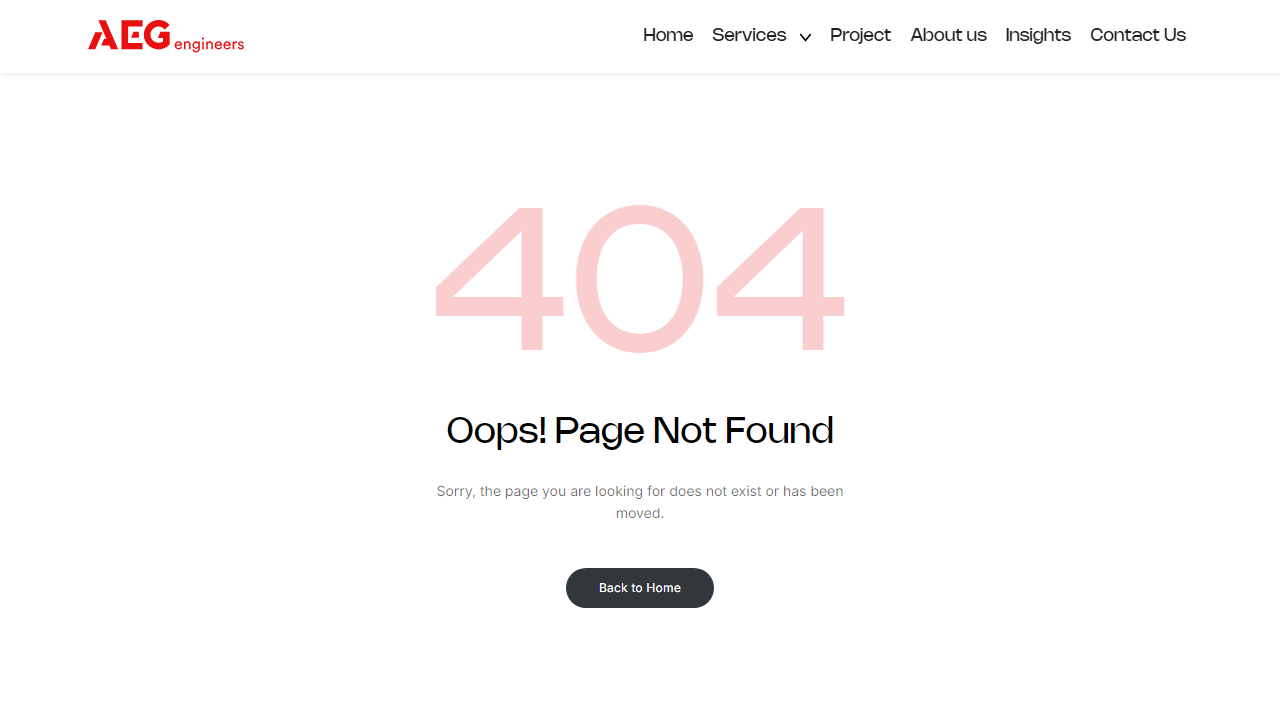 AEG engineers
Home Services Project About us Insights Contact Us
404
Oops! Page Not Found
Sorry, the page you are looking for does not exist or has been
moved.
Back to Home